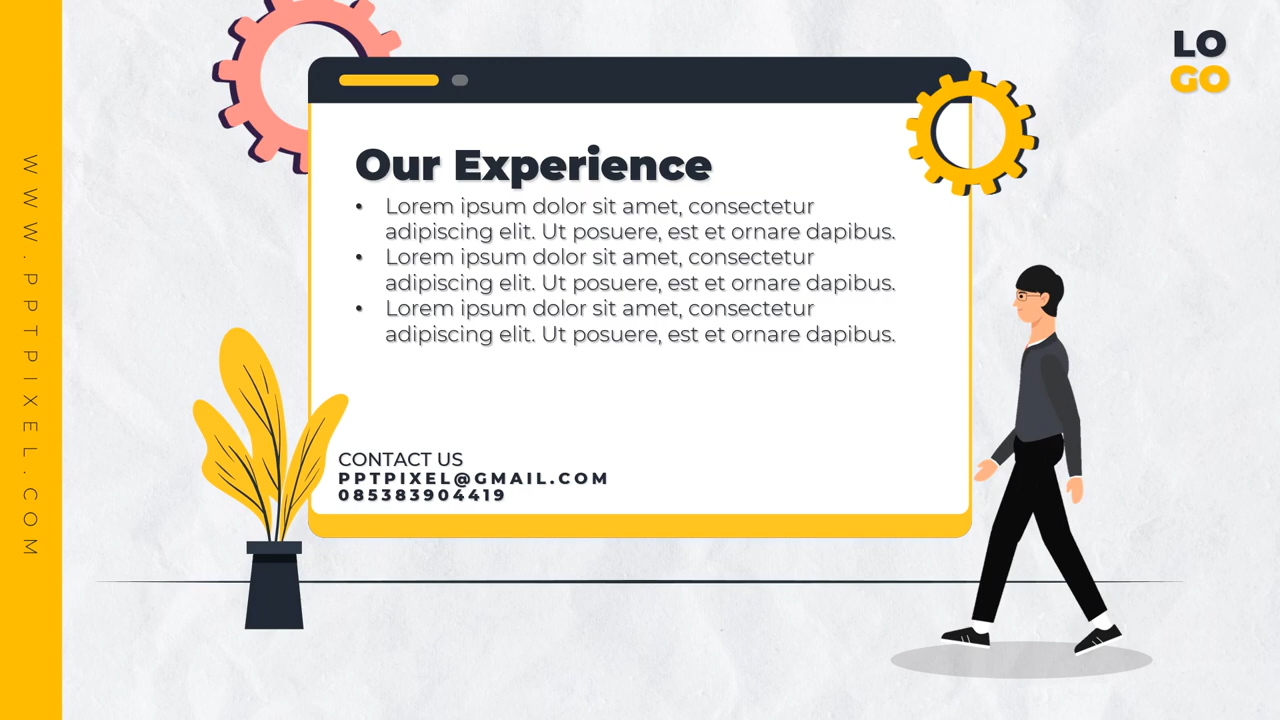 LO
GO
WWW.PPTPIXEL.COM
Our Experience
• Lorem ipsum dolor sit amet, consectetur
adipiscing elit. Ut posuere, est et ornare dapibus.
• Lorem ipsum dolor sit amet, consectetur
adipiscing elit. Ut posuere, est et ornare dapibus.
• Lorem ipsum dolor sit amet, consectetur
adipiscing elit. Ut posuere, est et ornare dapibus.
CONTACT US
PPTPIXEL@GMAIL.COM
085383904419